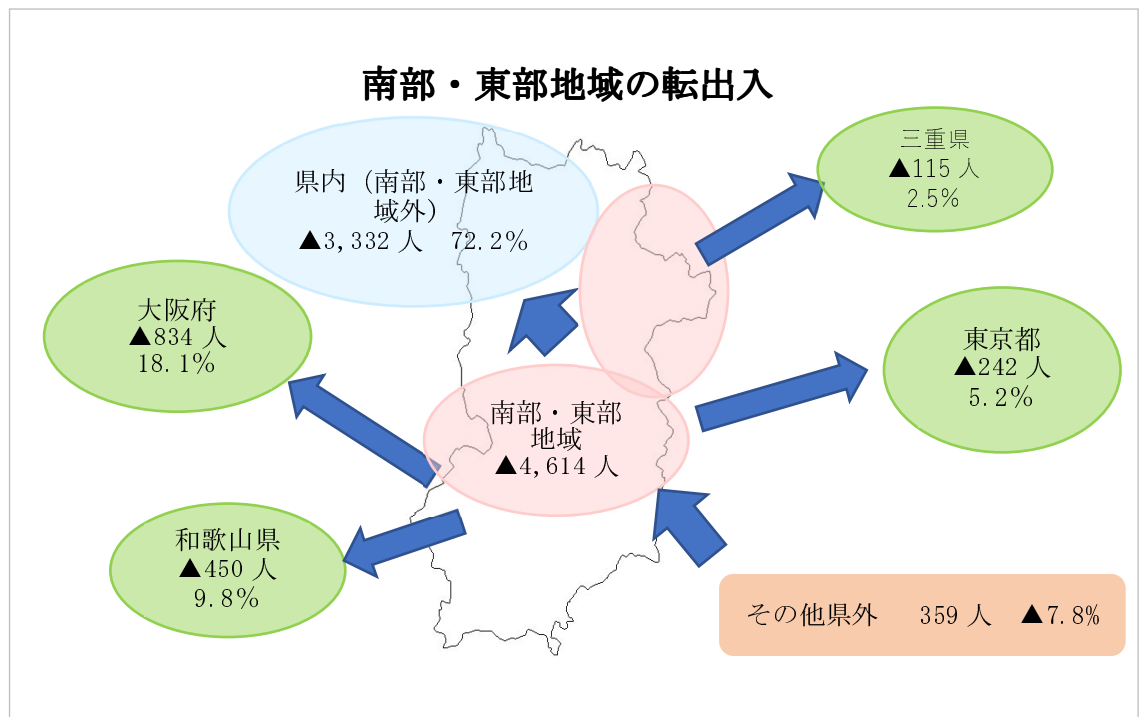 南部・東部地域の転出入
県内（南部・東部地
域外）
▲3,332 人　72.2%
三重県
▲115 人
2.5%
大阪府
▲834 人
18.1%
東京都
▲242 人
5.2%
南部・東部
地域
▲4,614 人
和歌山県
▲450 人
9.8%
その他県外　359 人　▲7.8%